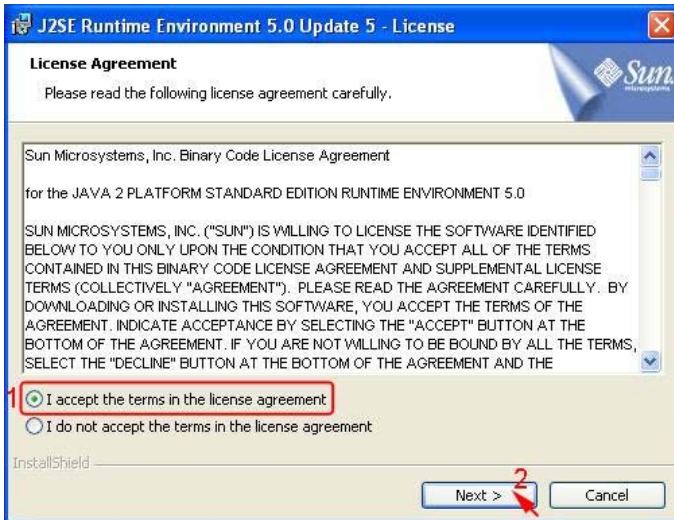 J2SE Runtime Environment 5.0 Update 5 - License
License Agreement
Please read the following license agreement carefully.
Sun
microsystems
Sun Microsystems, Inc. Binary Code License Agreement
for the JAVA 2 PLATFORM STANDARD EDITION RUNTIME ENVIRONMENT 5.0
SUN MICROSYSTEMS, INC. ("SUN") IS WILLING TO LICENSE THE SOFTWARE IDENTIFIED
BELOW TO YOU ONLY UPON THE CONDITION THAT YOU ACCEPT ALL OF THE TERMS
CONTAINED IN THIS BINARY CODE LICENSE AGREEMENT AND SUPPLEMENTAL LICENSE
TERMS (COLLECTIVELY "AGREEMENT"). PLEASE READ THE AGREEMENT CAREFULLY. BY
DOWNLOADING OR INSTALLING THIS SOFTWARE, YOU ACCEPT THE TERMS OF THE
AGREEMENT. INDICATE ACCEPTANCE BY SELECTING THE "ACCEPT" BUTTON AT THE
BOTTOM OF THE AGREEMENT. IF YOU ARE NOT WILLING TO BE BOUND BY ALL THE TERMS,
SELECT THE "DECLINE" BUTTON AT THE BOTTOM OF THE AGREEMENT AND THE
1 I accept the terms in the license agreement
I do not accept the terms in the license agreement
InstallShield
2
Next > Cancel